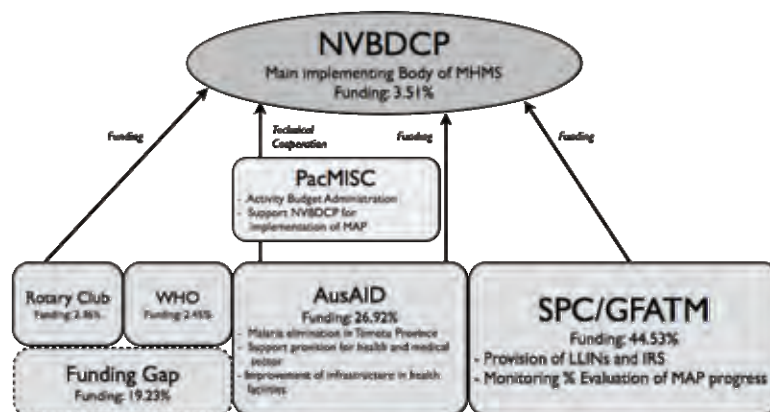 NVBDCP
Main implementing Body of MHMS
Funding: 3.51%
Funding
Technical
Cooperation
Funding
Funding
PacMISC
- Activity Budget Administration
- Support NVBDCP for
implementation of MAP
Rotary Club
Funding: 2.86%
WHO
Funding: 2.45%
AusAID
Funding: 26.92%
- Malaria elimination in Temotu Province
- Support provision for health and medical
sector
- Improvement of infrastructure in health
facilities
SPC/GFATM
Funding: 44.53%
- Provision of LLINs and IRS
- Monitoring % Evaluation of MAP progress
Funding Gap
Funding: 19.23%